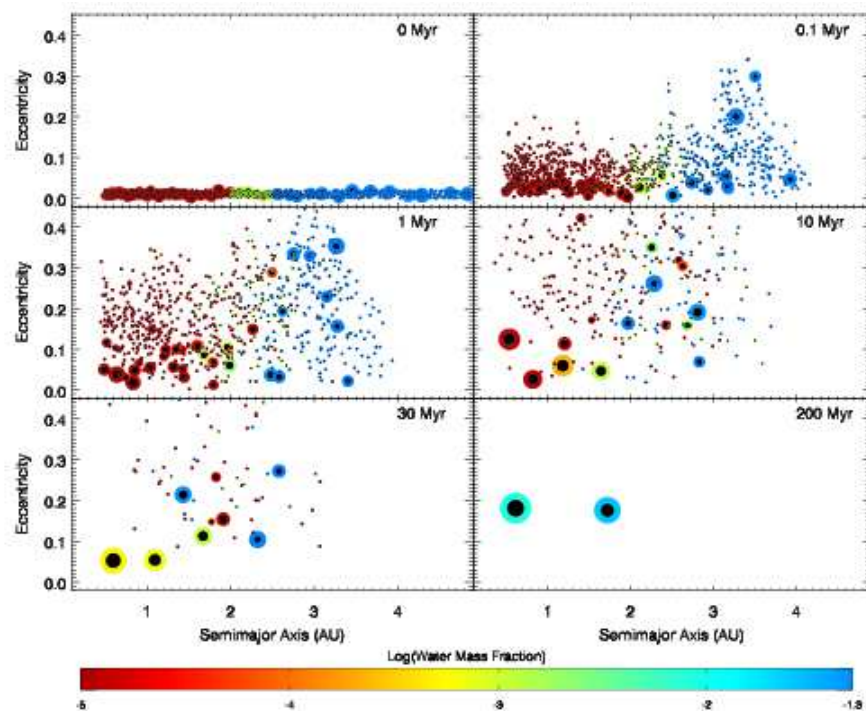 0 Myr
0.1 Myr
Eccentricity
0.4
0.3
0.2
0.1
0.0
1 Myr
10 Myr
Eccentricity
0.4
0.3
0.2
0.1
0.0
30 Myr
200 Myr
Eccentricity
0.4
0.3
0.2
0.1
0.0
1 2 3 4 1 2 3 4
Semimajor Axis (AU) Semimajor Axis (AU)
Log(Water Mass Fraction)
-5 -4 -3 -2 -1.3